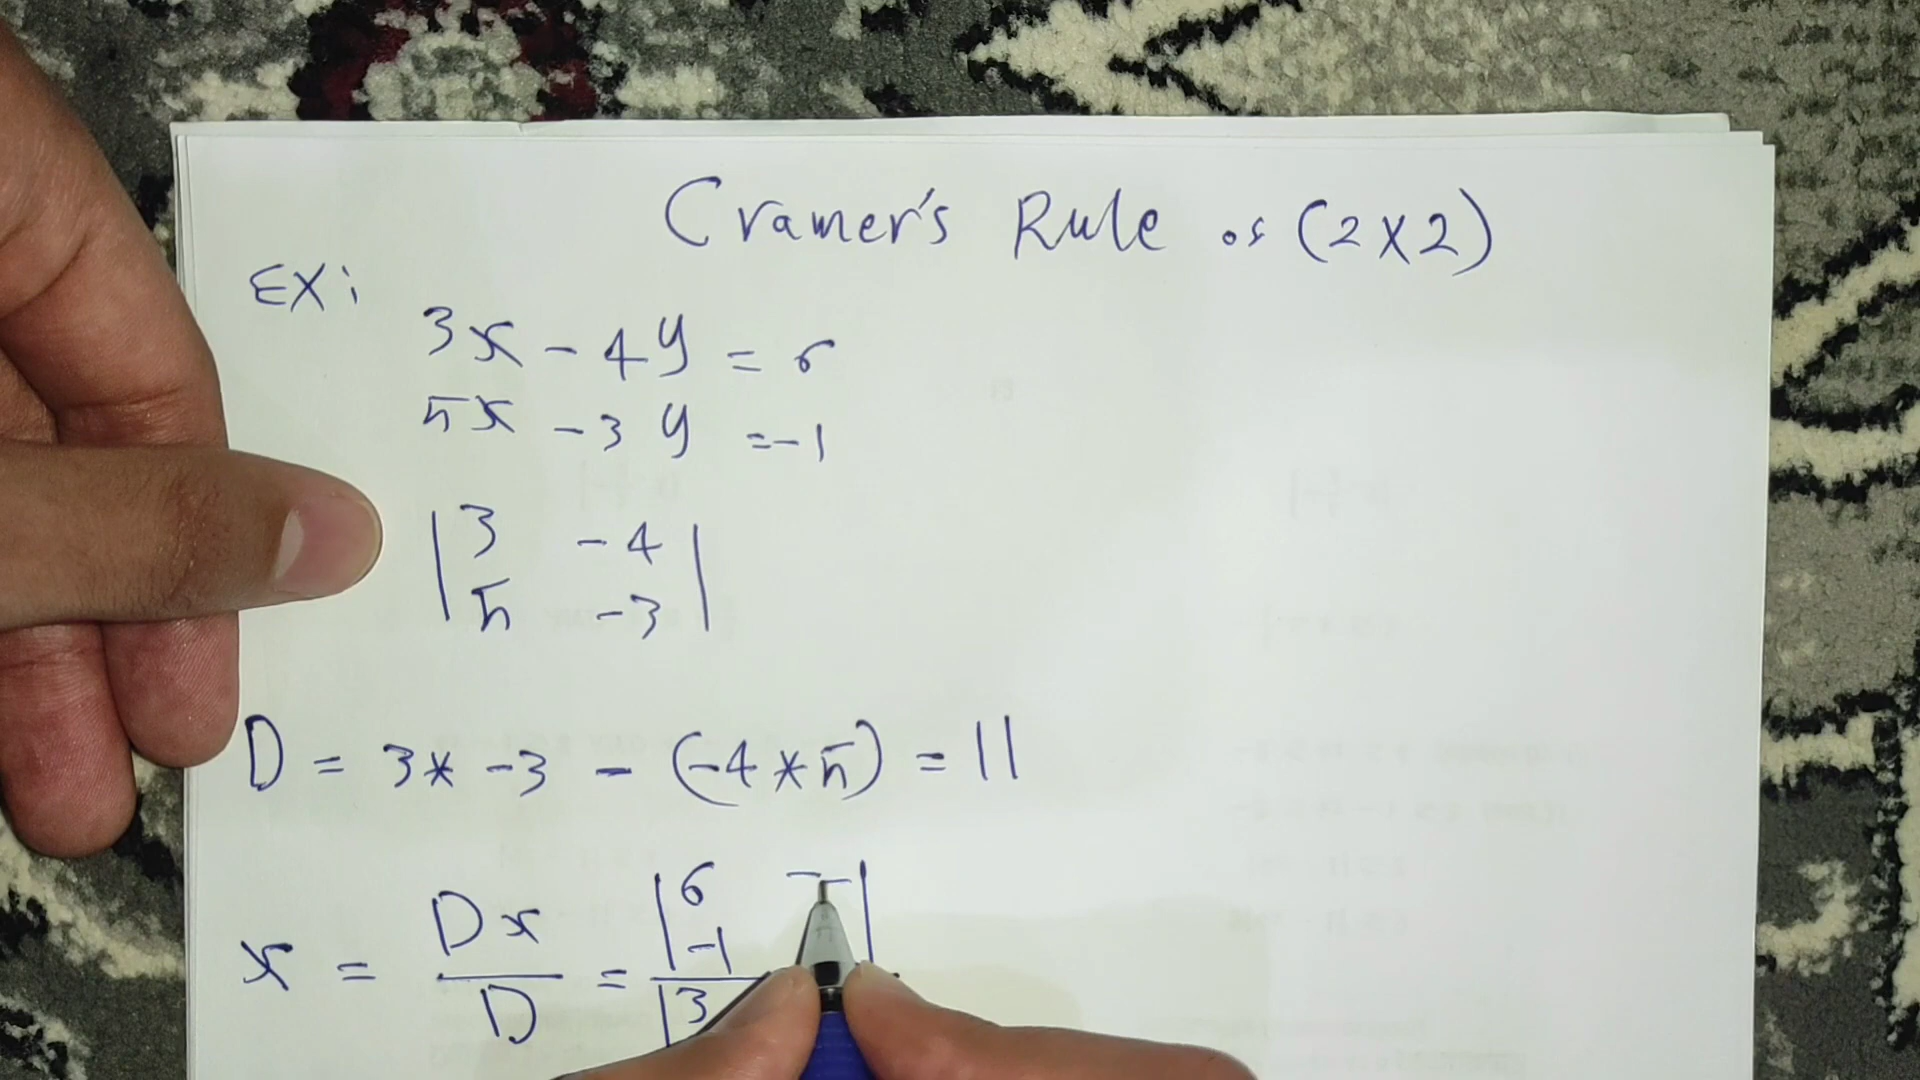 Cramer's Rule of (2x2)
Ex:
3x - 4y = 6
5x - 3y = -1
|3 -4|
|5 -3|
D = 3* -3 - (-4*5) = 11
x = Dx/D = |6 -|
|-1 |
|3